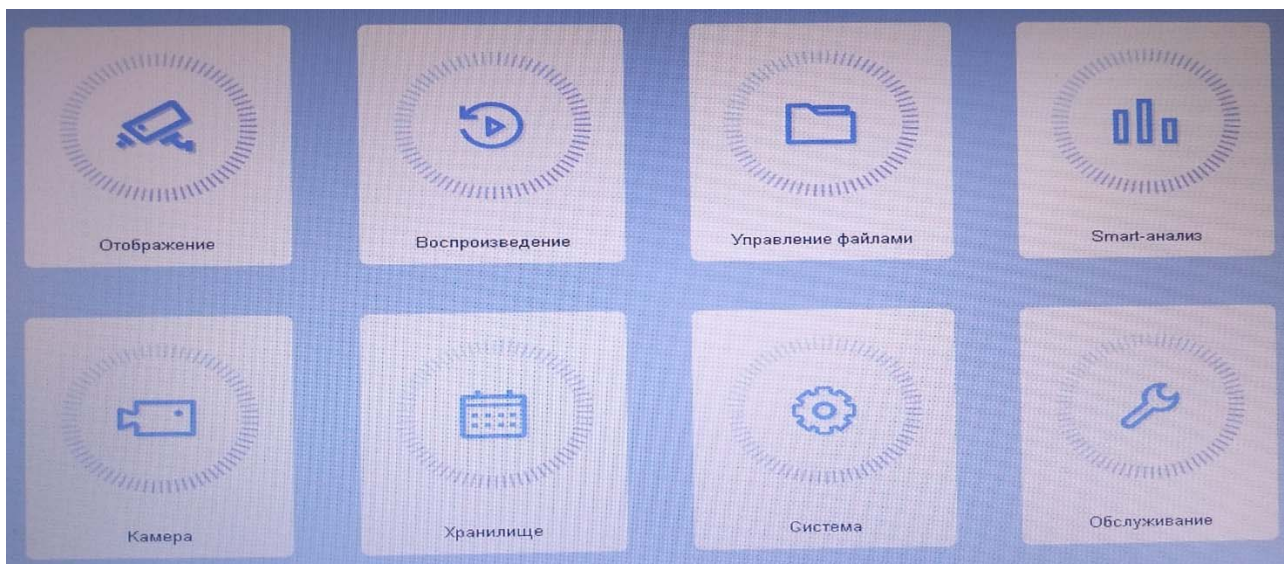 Отображение
Воспроизведение
Управление файлами
Smart-анализ
Камера
Хранилище
Система
Обслуживание